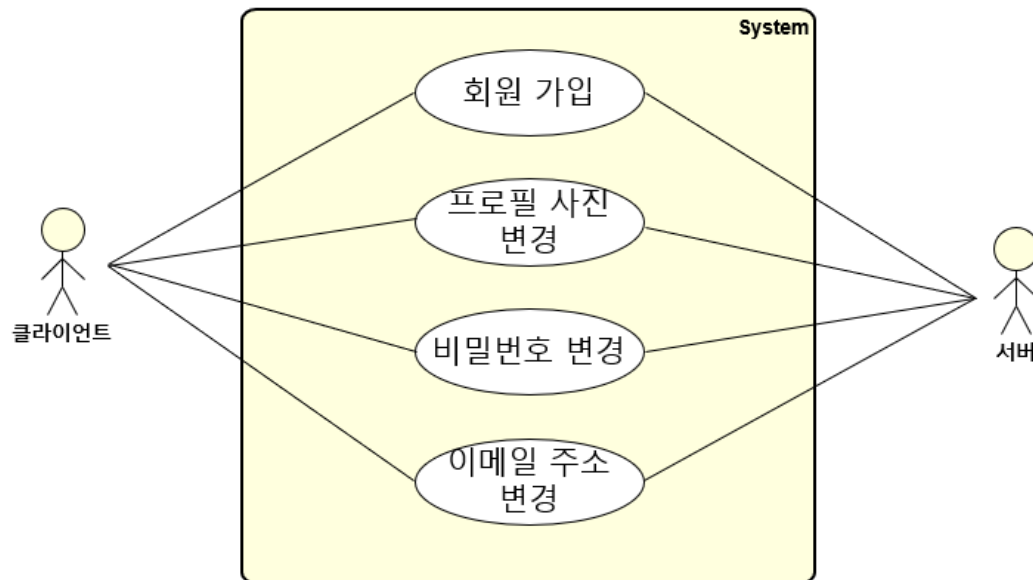 System
회원 가입
프로필 사진
변경
클라이언트
비밀번호 변경
서버
이메일 주소
변경